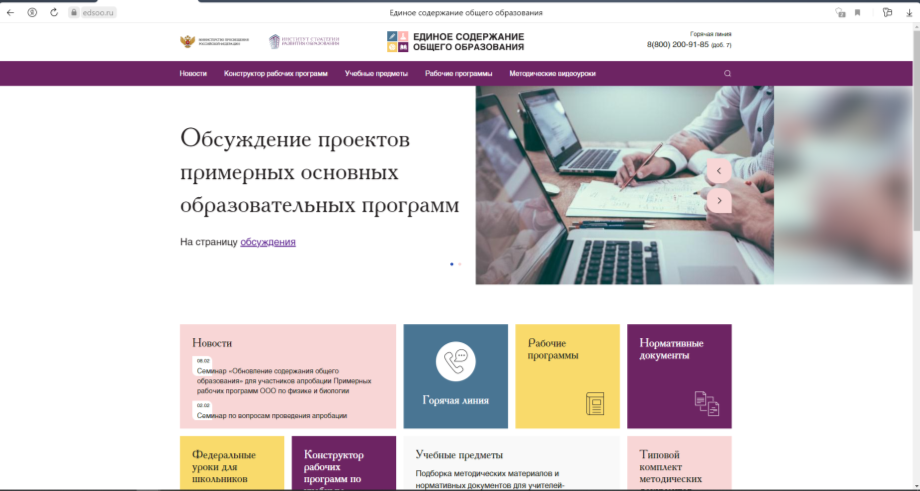 edsoo.ru
Единое содержание общего образования
МИНИСТЕРСТВО ПРОСВЕЩЕНИЯ
РОССИЙСКОЙ ФЕДЕРАЦИИ
ИНСТИТУТ СТРАТЕГИИ
РАЗВИТИЯ ОБРАЗОВАНИЯ
ЕДИНОЕ СОДЕРЖАНИЕ
ОБЩЕГО ОБРАЗОВАНИЯ
Горячая линия
8(800) 200-91-85 (доб. 7)
Новости Конструктор рабочих программ Учебные предметы Рабочие программы Методические видеоуроки
Обсуждение проектов
примерных основных
образовательных программ
На страницу обсуждения
Новости
08.02
Семинар «Обновление содержания общего
образования» для участников апробации Примерных
рабочих программ ООО по физике и биологии
02.02
Семинар по вопросам проведения апробации
Горячая линия
Рабочие
программы
Нормативные
документы
Федеральные
уроки для
школьников
Конструктор
рабочих
программ по
Учебные предметы
Подборка методических материалов и
нормативных документов для учителей-
Типовой
комплект
методических